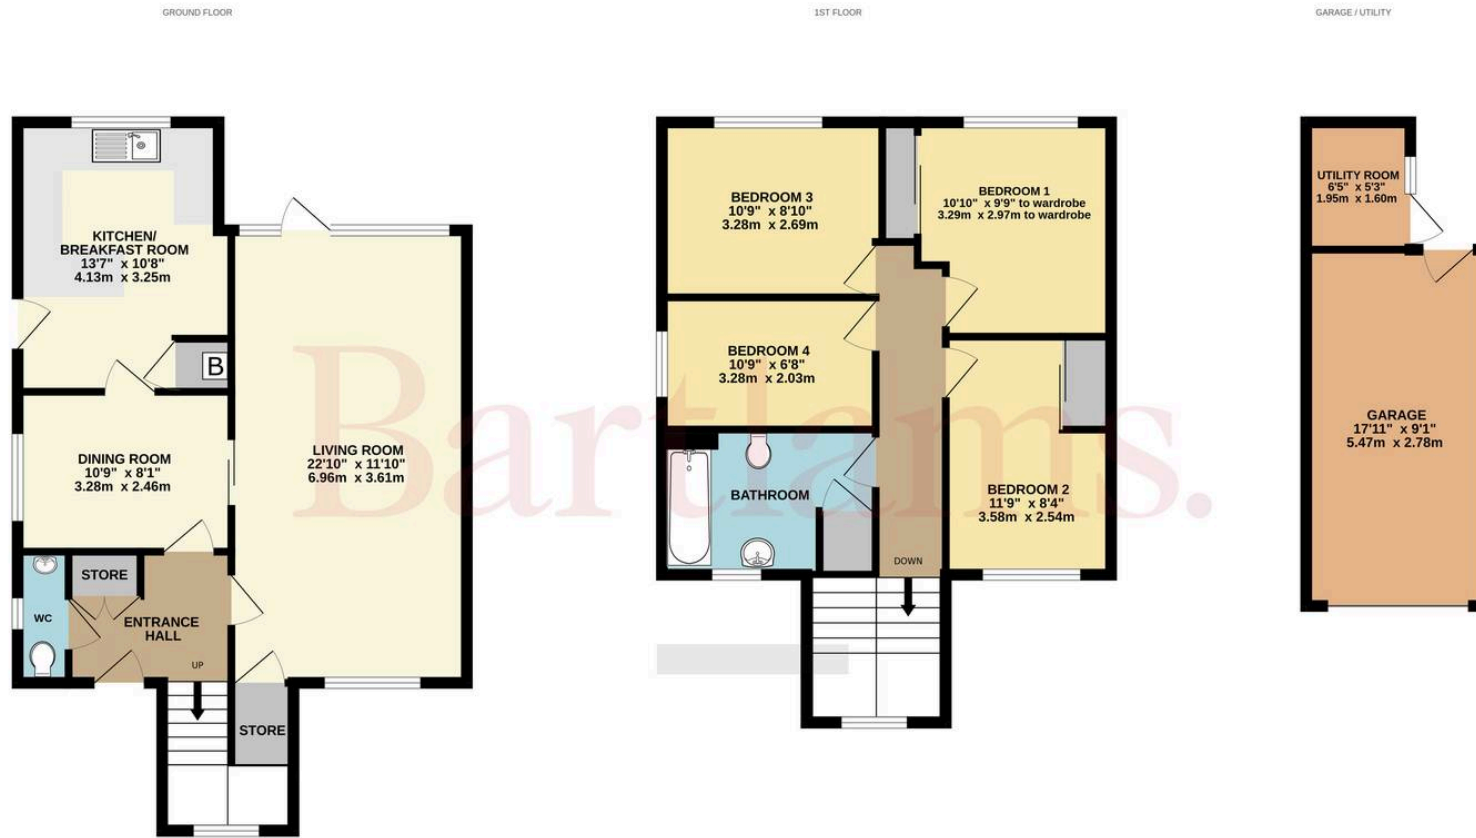 GROUND FLOOR
KITCHEN/
BREAKFAST ROOM
13'7" x 10'8"
4.13m x 3.25m
B
DINING ROOM
10'9" x 8'1"
3.28m x 2.46m
LIVING ROOM
22'10" x 11'10"
6.96m x 3.61m
STORE
WC
ENTRANCE
HALL
UP
STORE
1ST FLOOR
BEDROOM 3
10'9" x 8'10"
3.28m x 2.69m
BEDROOM 1
10'10" x 9'9" to wardrobe
3.29m x 2.97m to wardrobe
BEDROOM 4
10'9" x 6'8"
3.28m x 2.03m
BATHROOM
BEDROOM 2
11'9" x 8'4"
3.58m x 2.54m
DOWN
GARAGE / UTILITY
UTILITY ROOM
6'5" x 5'3"
1.95m x 1.60m
GARAGE
17'11" x 9'1"
5.47m x 2.78m
Bartlams.